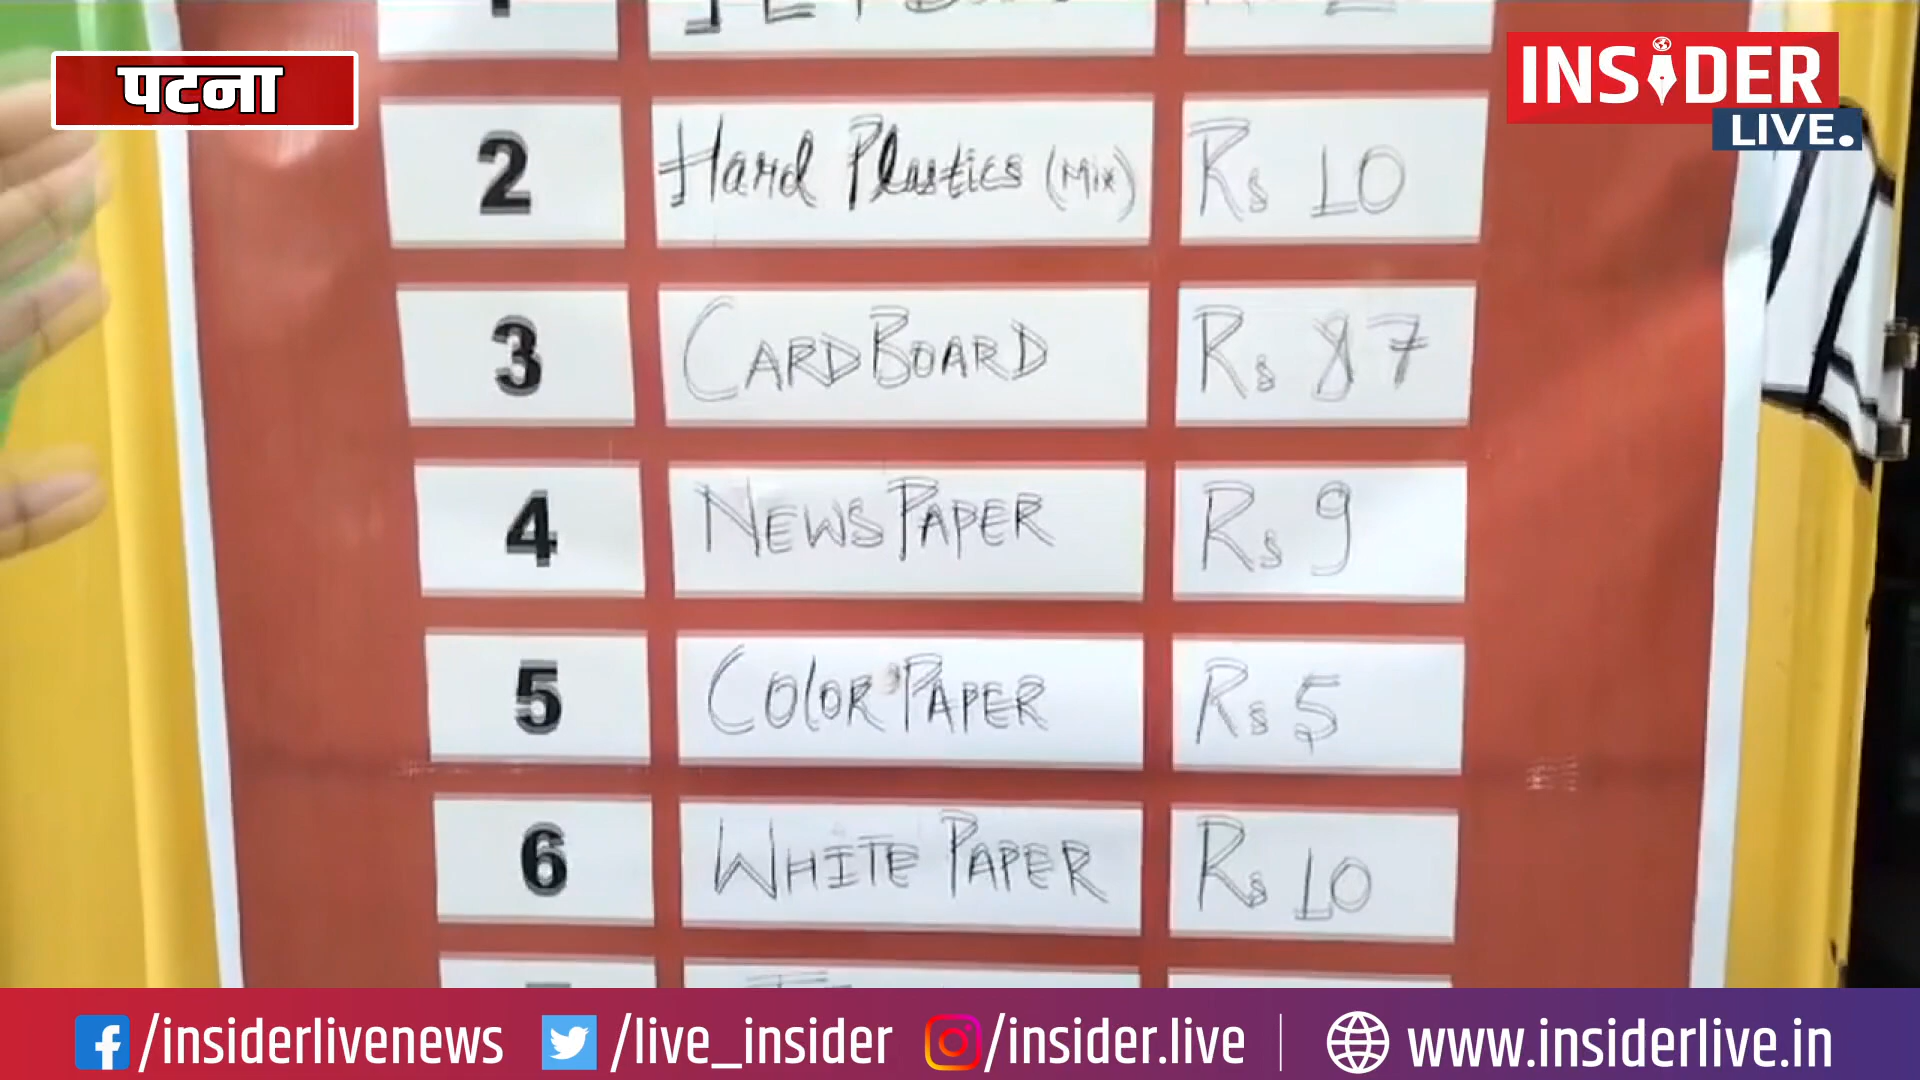 पटना
INSIDER
LIVE.
2 Hard Plastics (Mix) Rs 10
3 CARDBOARD Rs 87
4 NEWSPAPER Rs 9
5 COLOR PAPER Rs 5
6 WHITE PAPER Rs 10
/insiderlivenews /live_insider /insider.live www.insiderlive.in